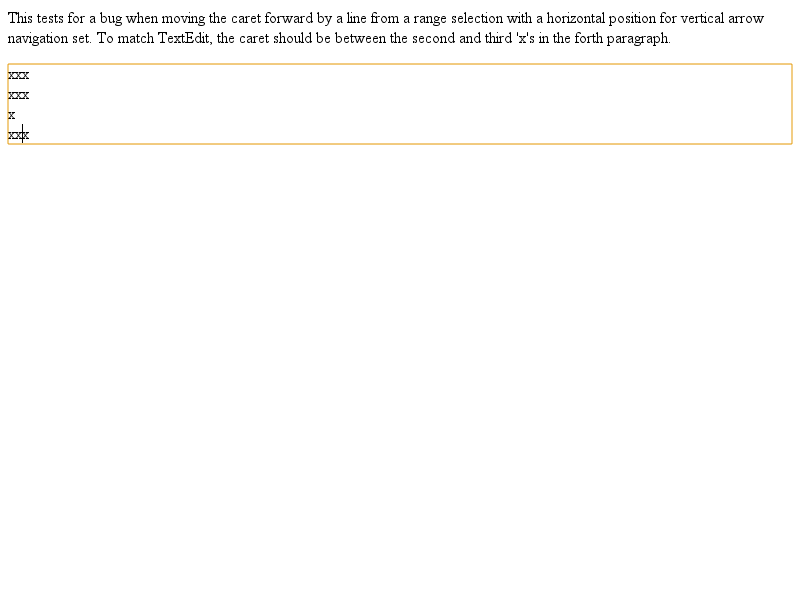 This tests for a bug when moving the caret forward by a line from a range selection with a horizontal position for vertical arrow
navigation set. To match TextEdit, the caret should be between the second and third 'x's in the forth paragraph.
xxx
xxx
x
xxx